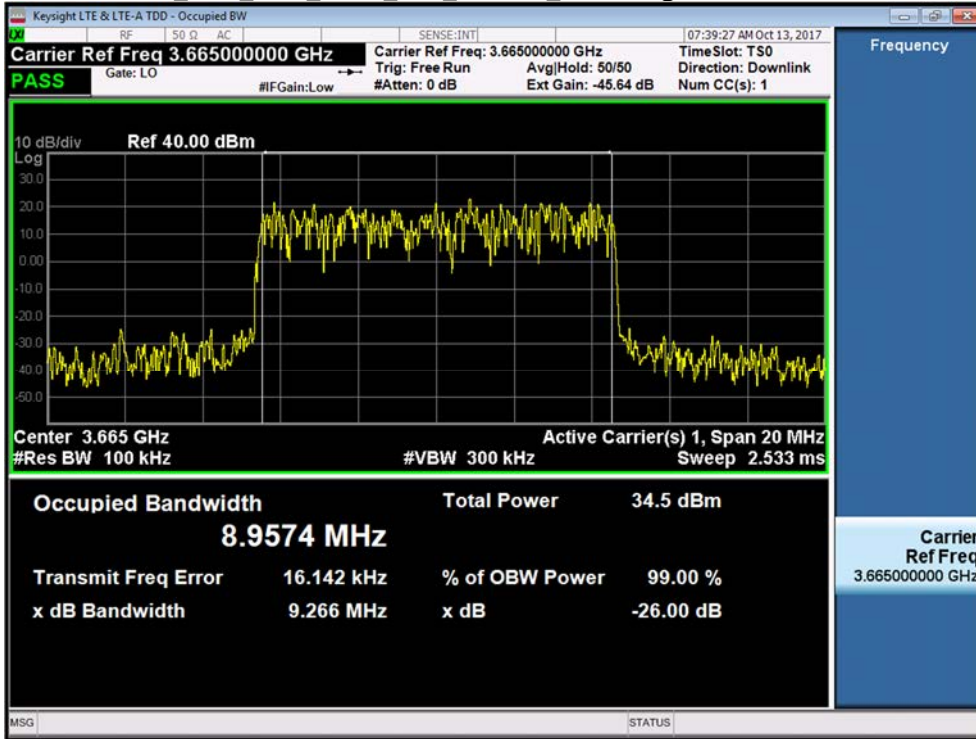 Keysight LTE & LTE-A TDD - Occupied BW
LXI RF 50 Ω AC SENSE:INT 07:39:27 AM Oct 13, 2017
Carrier Ref Freq 3.665000000 GHz
PASS
Gate: LO
#IFGain:Low
Carrier Ref Freq: 3.665000000 GHz
Trig: Free Run Avg|Hold: 50/50
#Atten: 0 dB Ext Gain: -45.64 dB
TimeSlot: TS0
Direction: Downlink
Num CC(s): 1
Frequency
10 dB/div Ref 40.00 dBm
Log
30.0
20.0
10.0
0.00
-10.0
-20.0
-30.0
-40.0
-50.0
Center 3.665 GHz Active Carrier(s) 1, Span 20 MHz
#Res BW 100 kHz #VBW 300 kHz Sweep 2.533 ms
Occupied Bandwidth Total Power 34.5 dBm
8.9574 MHz
Transmit Freq Error 16.142 kHz % of OBW Power 99.00 %
x dB Bandwidth 9.266 MHz x dB -26.00 dB
Carrier
Ref Freq
3.665000000 GHz
MSG STATUS